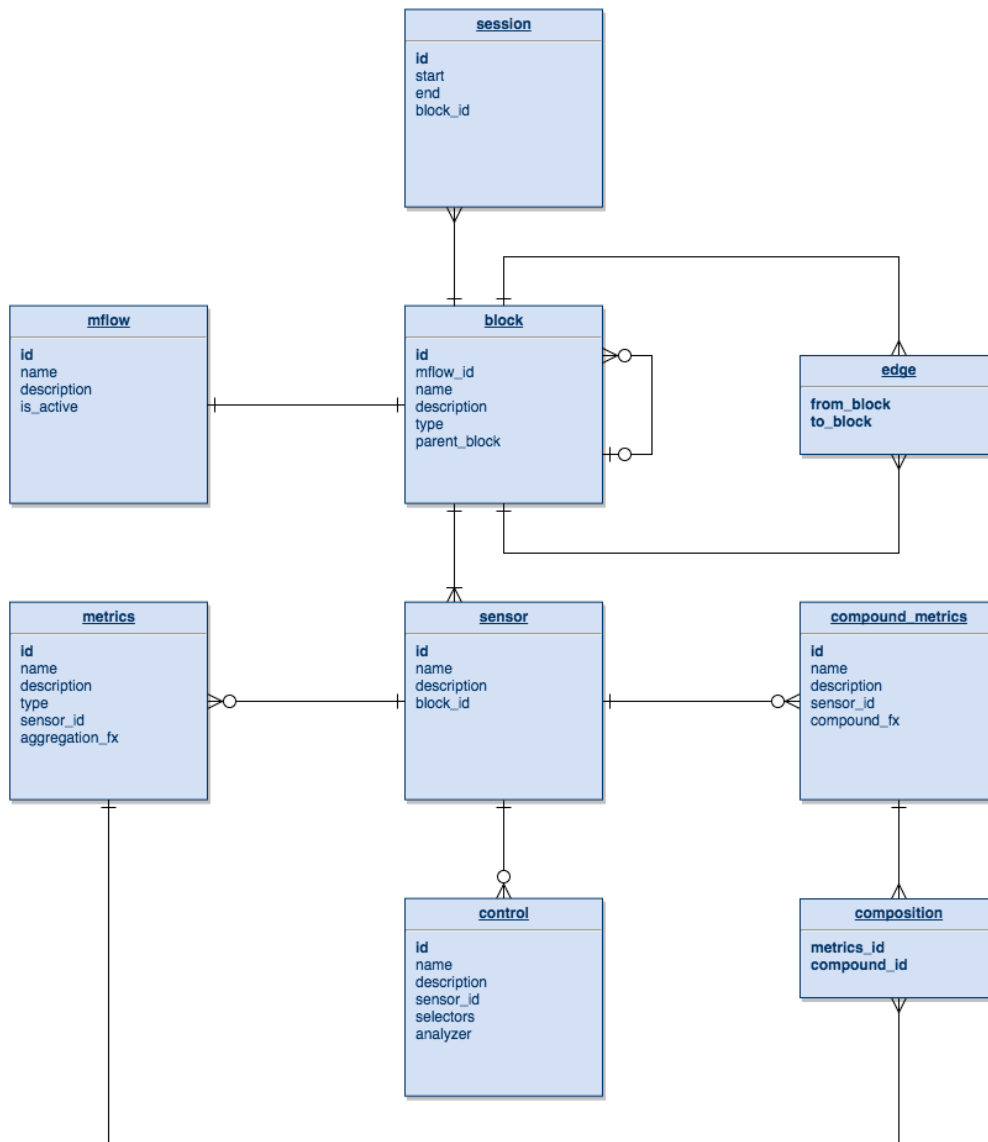 session
id
start
end
block_id
mflow
id
name
description
is_active
block
id
mflow_id
name
description
type
parent_block
edge
from_block
to_block
metrics
id
name
description
type
sensor_id
aggregation_fx
sensor
id
name
description
block_id
compound_metrics
id
name
description
sensor_id
compound_fx
control
id
name
description
sensor_id
selectors
analyzer
composition
metrics_id
compound_id